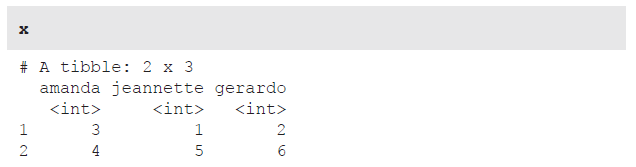 x
# A tibble: 2 x 3
  amanda jeannette gerardo
   <int>     <int>   <int>
1      3         1       2
2      4         5       6